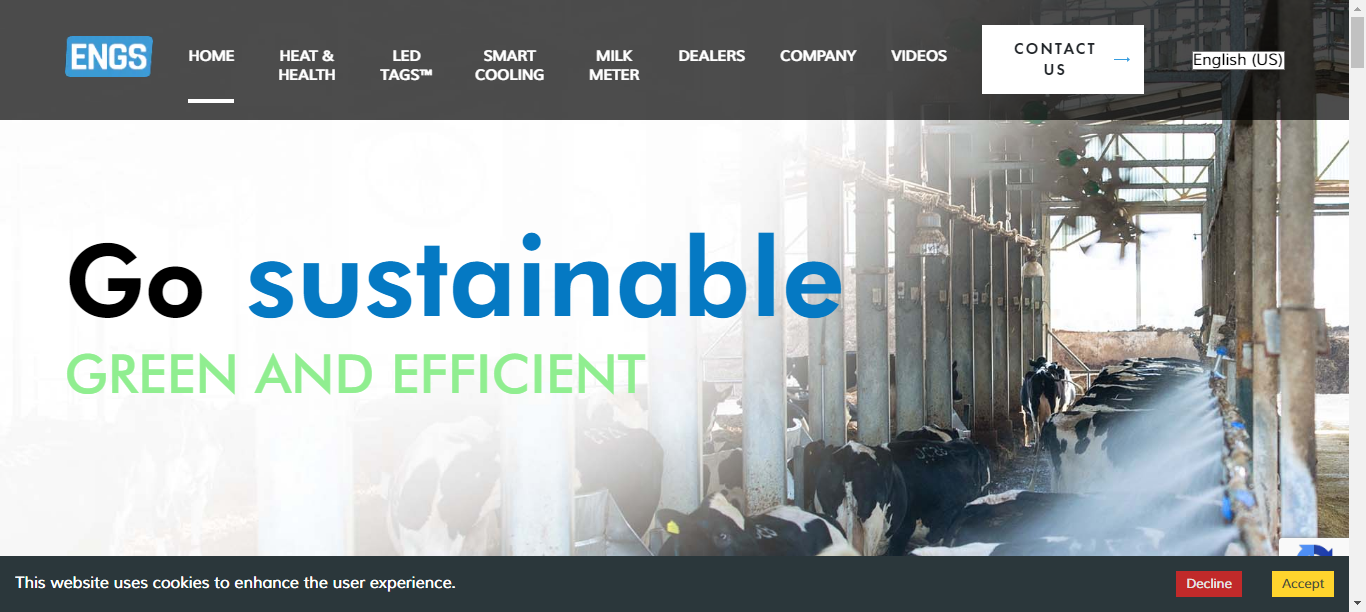 ENGS
HOME
HEAT &
HEALTH
LED
TAGS™
SMART
COOLING
MILK
METER
DEALERS
COMPANY
VIDEOS
CONTACT
US
English (US)
Go sustainable
GREEN AND EFFICIENT
This website uses cookies to enhance the user experience.
Decline
Accept